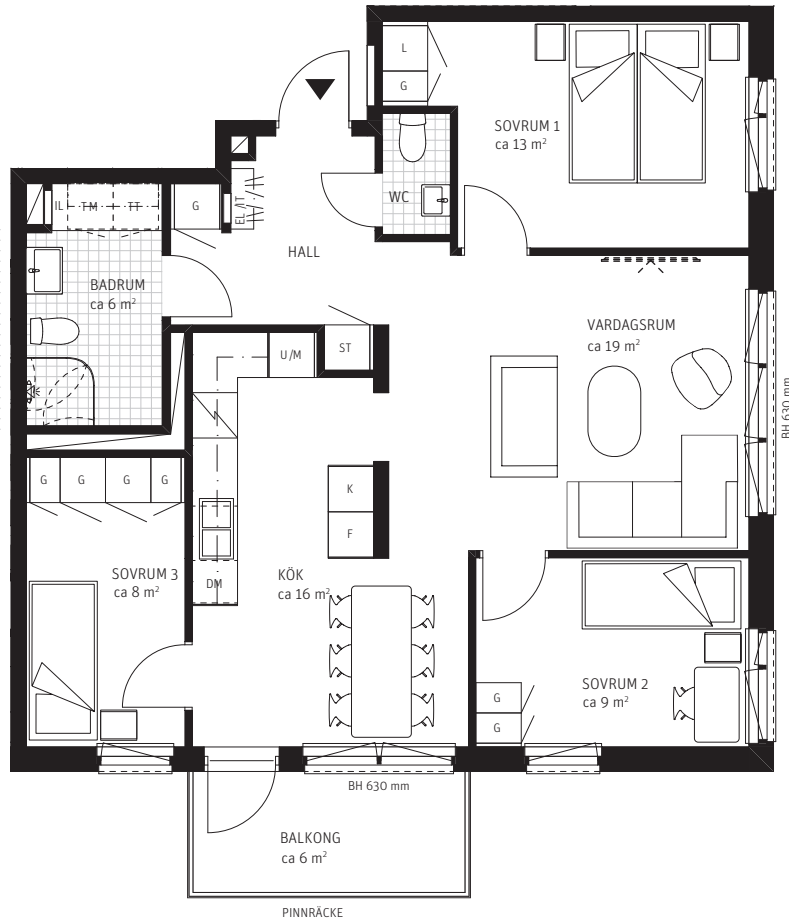 L
G
SOVRUM 1
ca 13 m²
WC
IL
TM
TT
G
EL/IT
HALL
BADRUM
ca 6 m²
VARDAGSRUM
ca 19 m²
U/M
ST
BH 630 mm
G
G
G
G
K
F
SOVRUM 3
ca 8 m²
DM
KÖK
ca 16 m²
SOVRUM 2
ca 9 m²
G
G
BH 630 mm
BALKONG
ca 6 m²
PINNRÄCKE